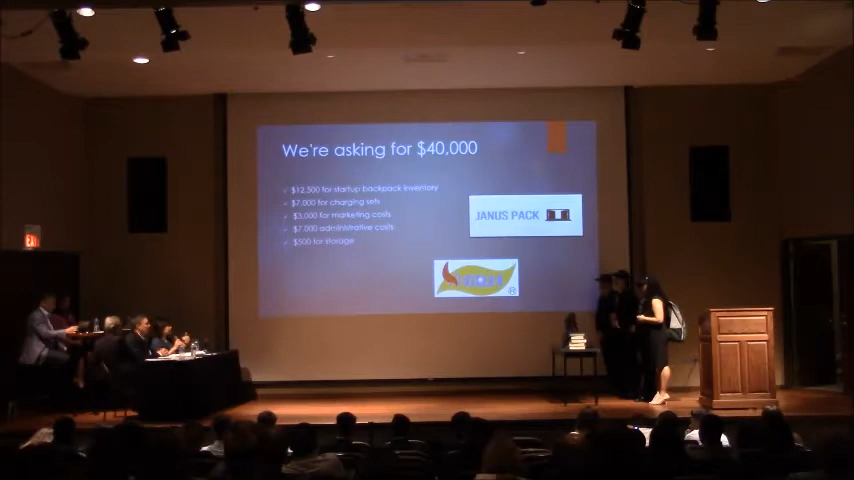 We're asking for $40,000
$12,500 for startup backpack inventory
$7,000 for charging sets
$3,000 for marketing costs
$7,000 administrative costs
$500 for storage
JANUS PACK
EXIT